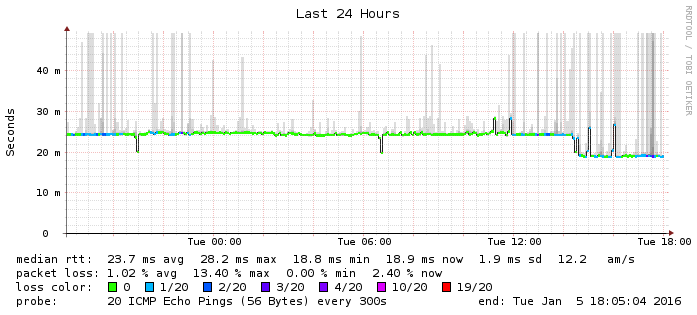 Last 24 Hours
RRDTOOL / TOBI OETIKER
Seconds
40 m
30 m
20 m
10 m
0
Tue 00:00 Tue 06:00 Tue 12:00 Tue 18:00
median rtt: 23.7 ms avg 28.2 ms max 18.8 ms min 18.9 ms now 1.9 ms sd 12.2 am/s
packet loss: 1.02 % avg 13.40 % max 0.00 % min 2.40 % now
loss color: 0 1/20 2/20 3/20 4/20 10/20 19/20
probe: 20 ICMP Echo Pings (56 Bytes) every 300s end: Tue Jan 5 18:05:04 2016